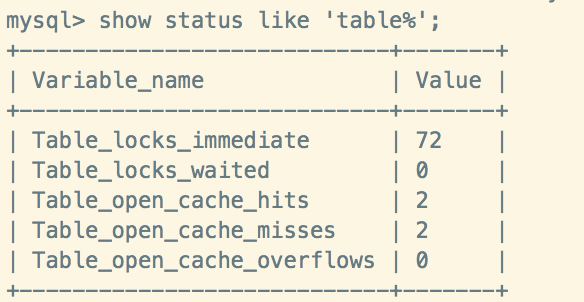 mysql> show status like 'table%';
+----------------------------+-------+
| Variable_name              | Value |
+----------------------------+-------+
| Table_locks_immediate      | 72    |
| Table_locks_waited         | 0     |
| Table_open_cache_hits      | 2     |
| Table_open_cache_misses    | 2     |
| Table_open_cache_overflows | 0     |
+----------------------------+-------+